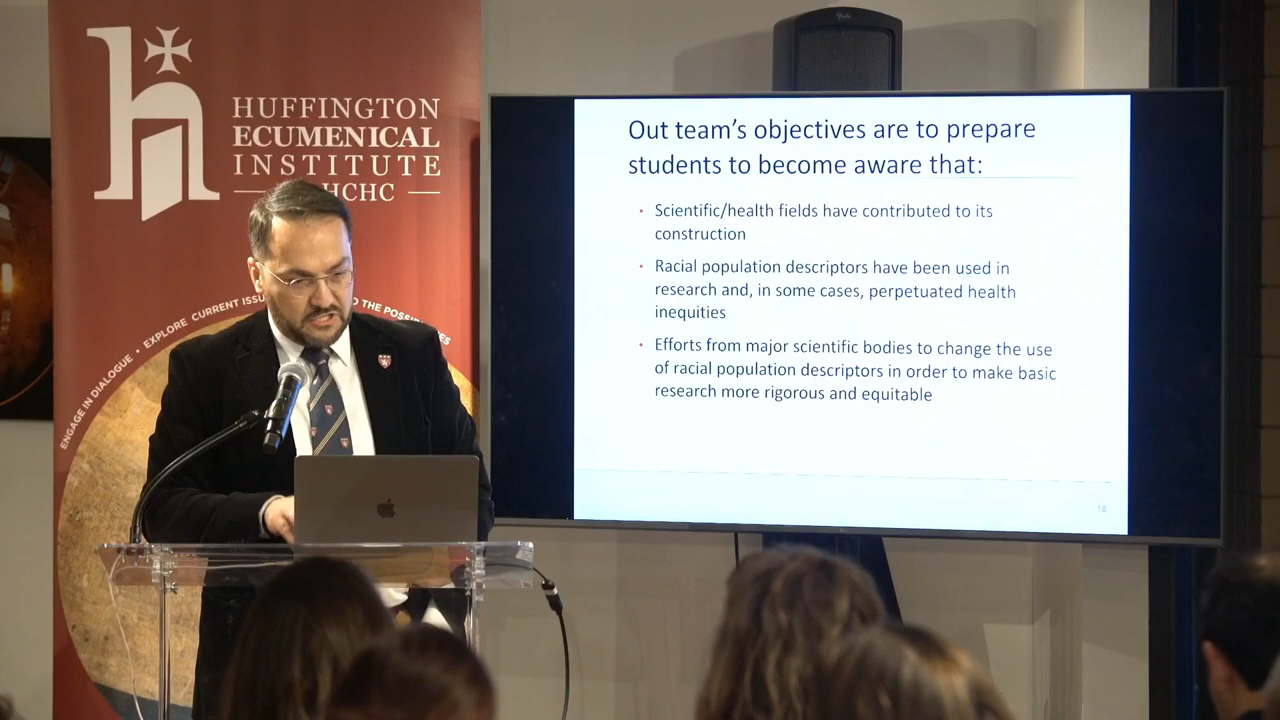 HUFFINGTON
ECUMENICAL
INSTITUTE
HCHC
ENGAGE IN DIALOGUE • EXPLORE CURRENT ISSU
THE POSSIBILITIES
Out team's objectives are to prepare
students to become aware that:
• Scientific/health fields have contributed to its
construction
• Racial population descriptors have been used in
research and, in some cases, perpetuated health
inequities
• Efforts from major scientific bodies to change the use
of racial population descriptors in order to make basic
research more rigorous and equitable
18